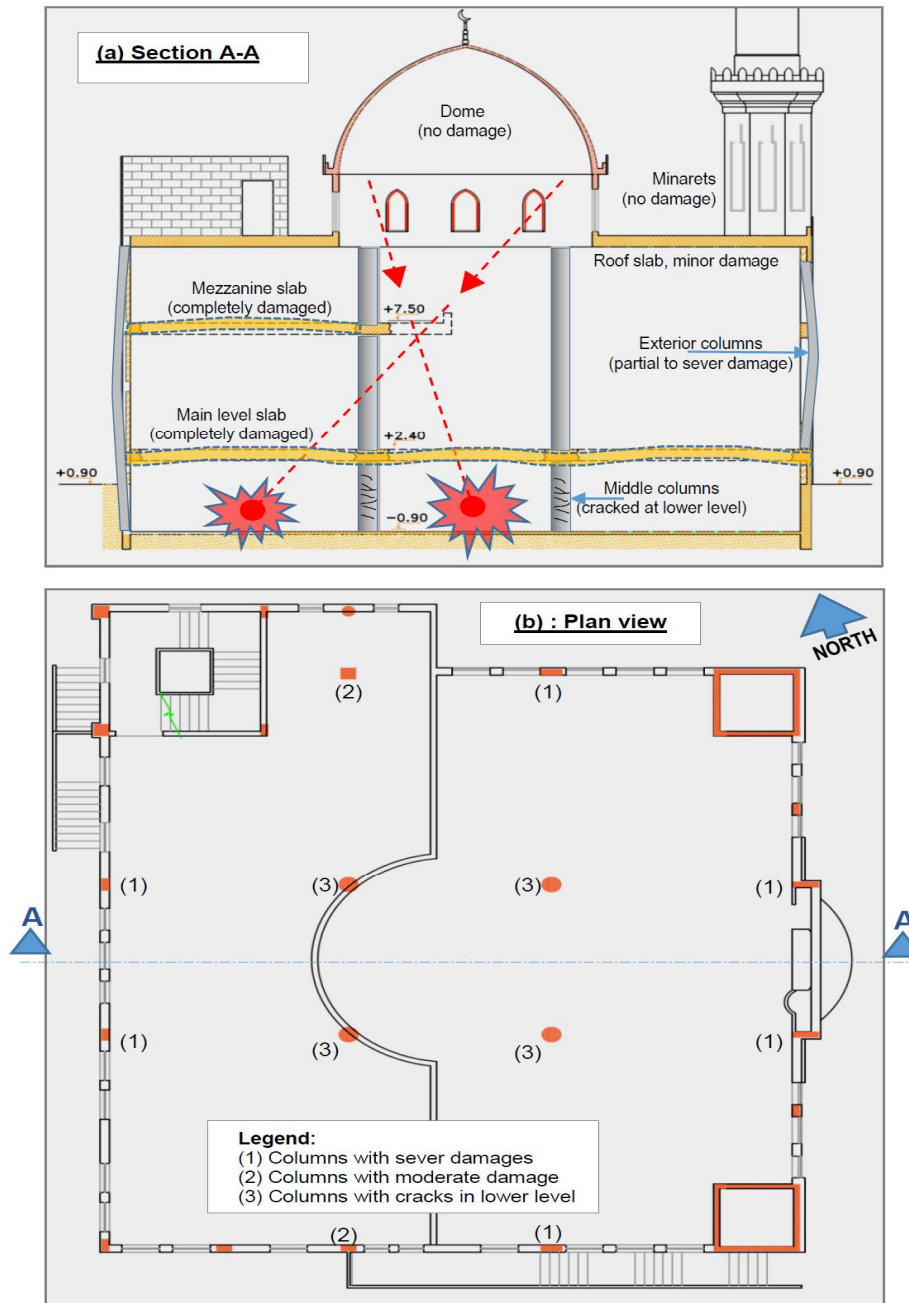 (a) Section A-A
Dome
(no damage)
Minarets
(no damage)
Roof slab, minor damage
Mezzanine slab
(completely damaged)
+7.50
Exterior columns
(partial to sever damage)
Main level slab
(completely damaged)
+2.40
+0.90
+0.90
Middle columns
(cracked at lower level)
−0.90
(b) : Plan view
NORTH
(2)
(1)
(1)
(3)
(3)
(1)
A
A
(1)
(3)
(3)
(1)
Legend:
(1) Columns with sever damages
(2) Columns with moderate damage
(3) Columns with cracks in lower level
(2)
(1)